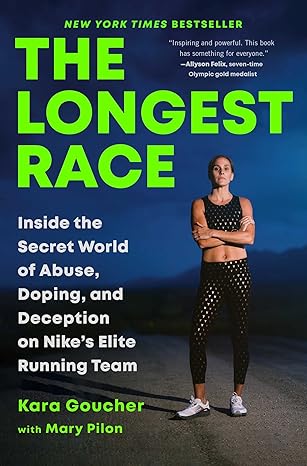 NEW YORK TIMES BESTSELLER
THE
LONGEST
RACE
"Inspiring and powerful. This book
has something for everyone."
—Allyson Felix, seven-time
Olympic gold medalist
Inside the
Secret World
of Abuse,
Doping, and
Deception
on Nike's Elite
Running Team
Kara Goucher
with Mary Pilon